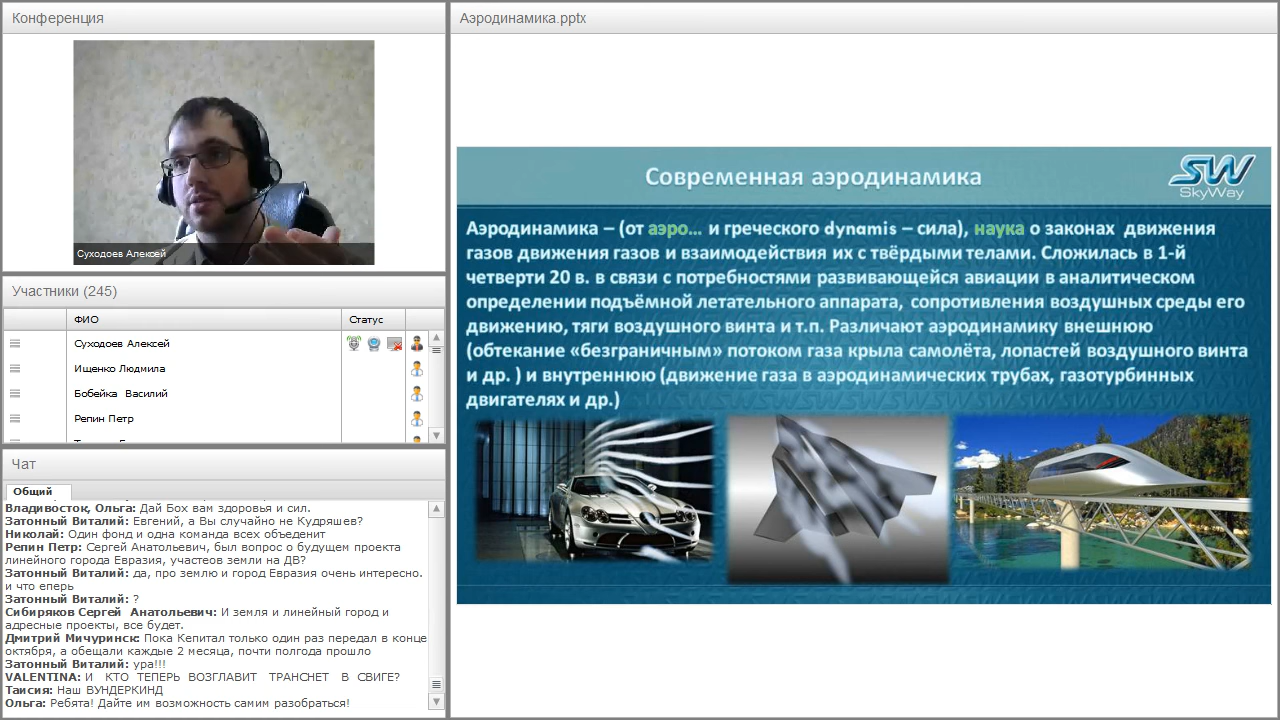 Конференция
Суходоев Алексей
Участники (245)
ФИО
Статус
Суходоев Алексей
Ищенко Людмила
Бобейка Василий
Репин Петр
Чат
Общий
Владивосток, Ольга: Дай Бох вам здоровья и сил.
Затонный Виталий: Евгений, а Вы случайно не Кудряшев?
Николай: Один фонд и одна команда всех объеденит
Репин Петр: Сергей Анатольевич, был вопрос о будущем проекта
линейного города Евразия, участеов земли на ДВ?
Затонный Виталий: да, про землю и город Евразия очень интересно.
и что еперь
Затонный Виталий: ?
Сибиряков Сергей Анатольевич: И земля и линейный город и
адресные проекты, все будет.
Дмитрий Мичуринск: Пока Кепитал только один раз передал в конце
октября, а обещали каждые 2 месяца, почти полгода прошло
Затонный Виталий: ура!!!
VALENTINA: И КТО ТЕПЕРЬ ВОЗГЛАВИТ ТРАНСНЕТ В СВИГЕ?
Таисия: Наш ВУНДЕРКИНД
Ольга: Ребята! Дайте им возможность самим разобраться!
Аэродинамика.pptx
Современная аэродинамика
SW
SkyWay
Аэродинамика – (от аэро... и греческого dynamis – сила), наука о законах движения
газов движения газов и взаимодействия их с твёрдыми телами. Сложилась в 1-й
четверти 20 в. в связи с потребностями развивающейся авиации в аналитическом
определении подъёмной летательного аппарата, сопротивления воздушных среды его
движению, тяги воздушного винта и т.п. Различают аэродинамику внешнюю
(обтекание «безграничным» потоком газа крыла самолёта, лопастей воздушного винта
и др. ) и внутреннюю (движение газа в аэродинамических трубах, газотурбинных
двигателях и др.)